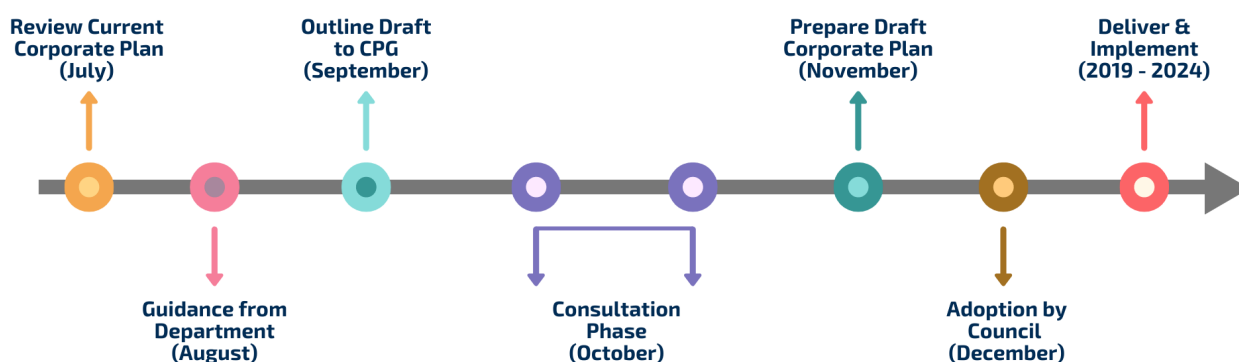 Review Current
Corporate Plan
(July)
Outline Draft
to CPG
(September)
Prepare Draft
Corporate Plan
(November)
Deliver &
Implement
(2019 - 2024)
Guidance from
Department
(August)
Consultation
Phase
(October)
Adoption by
Council
(December)